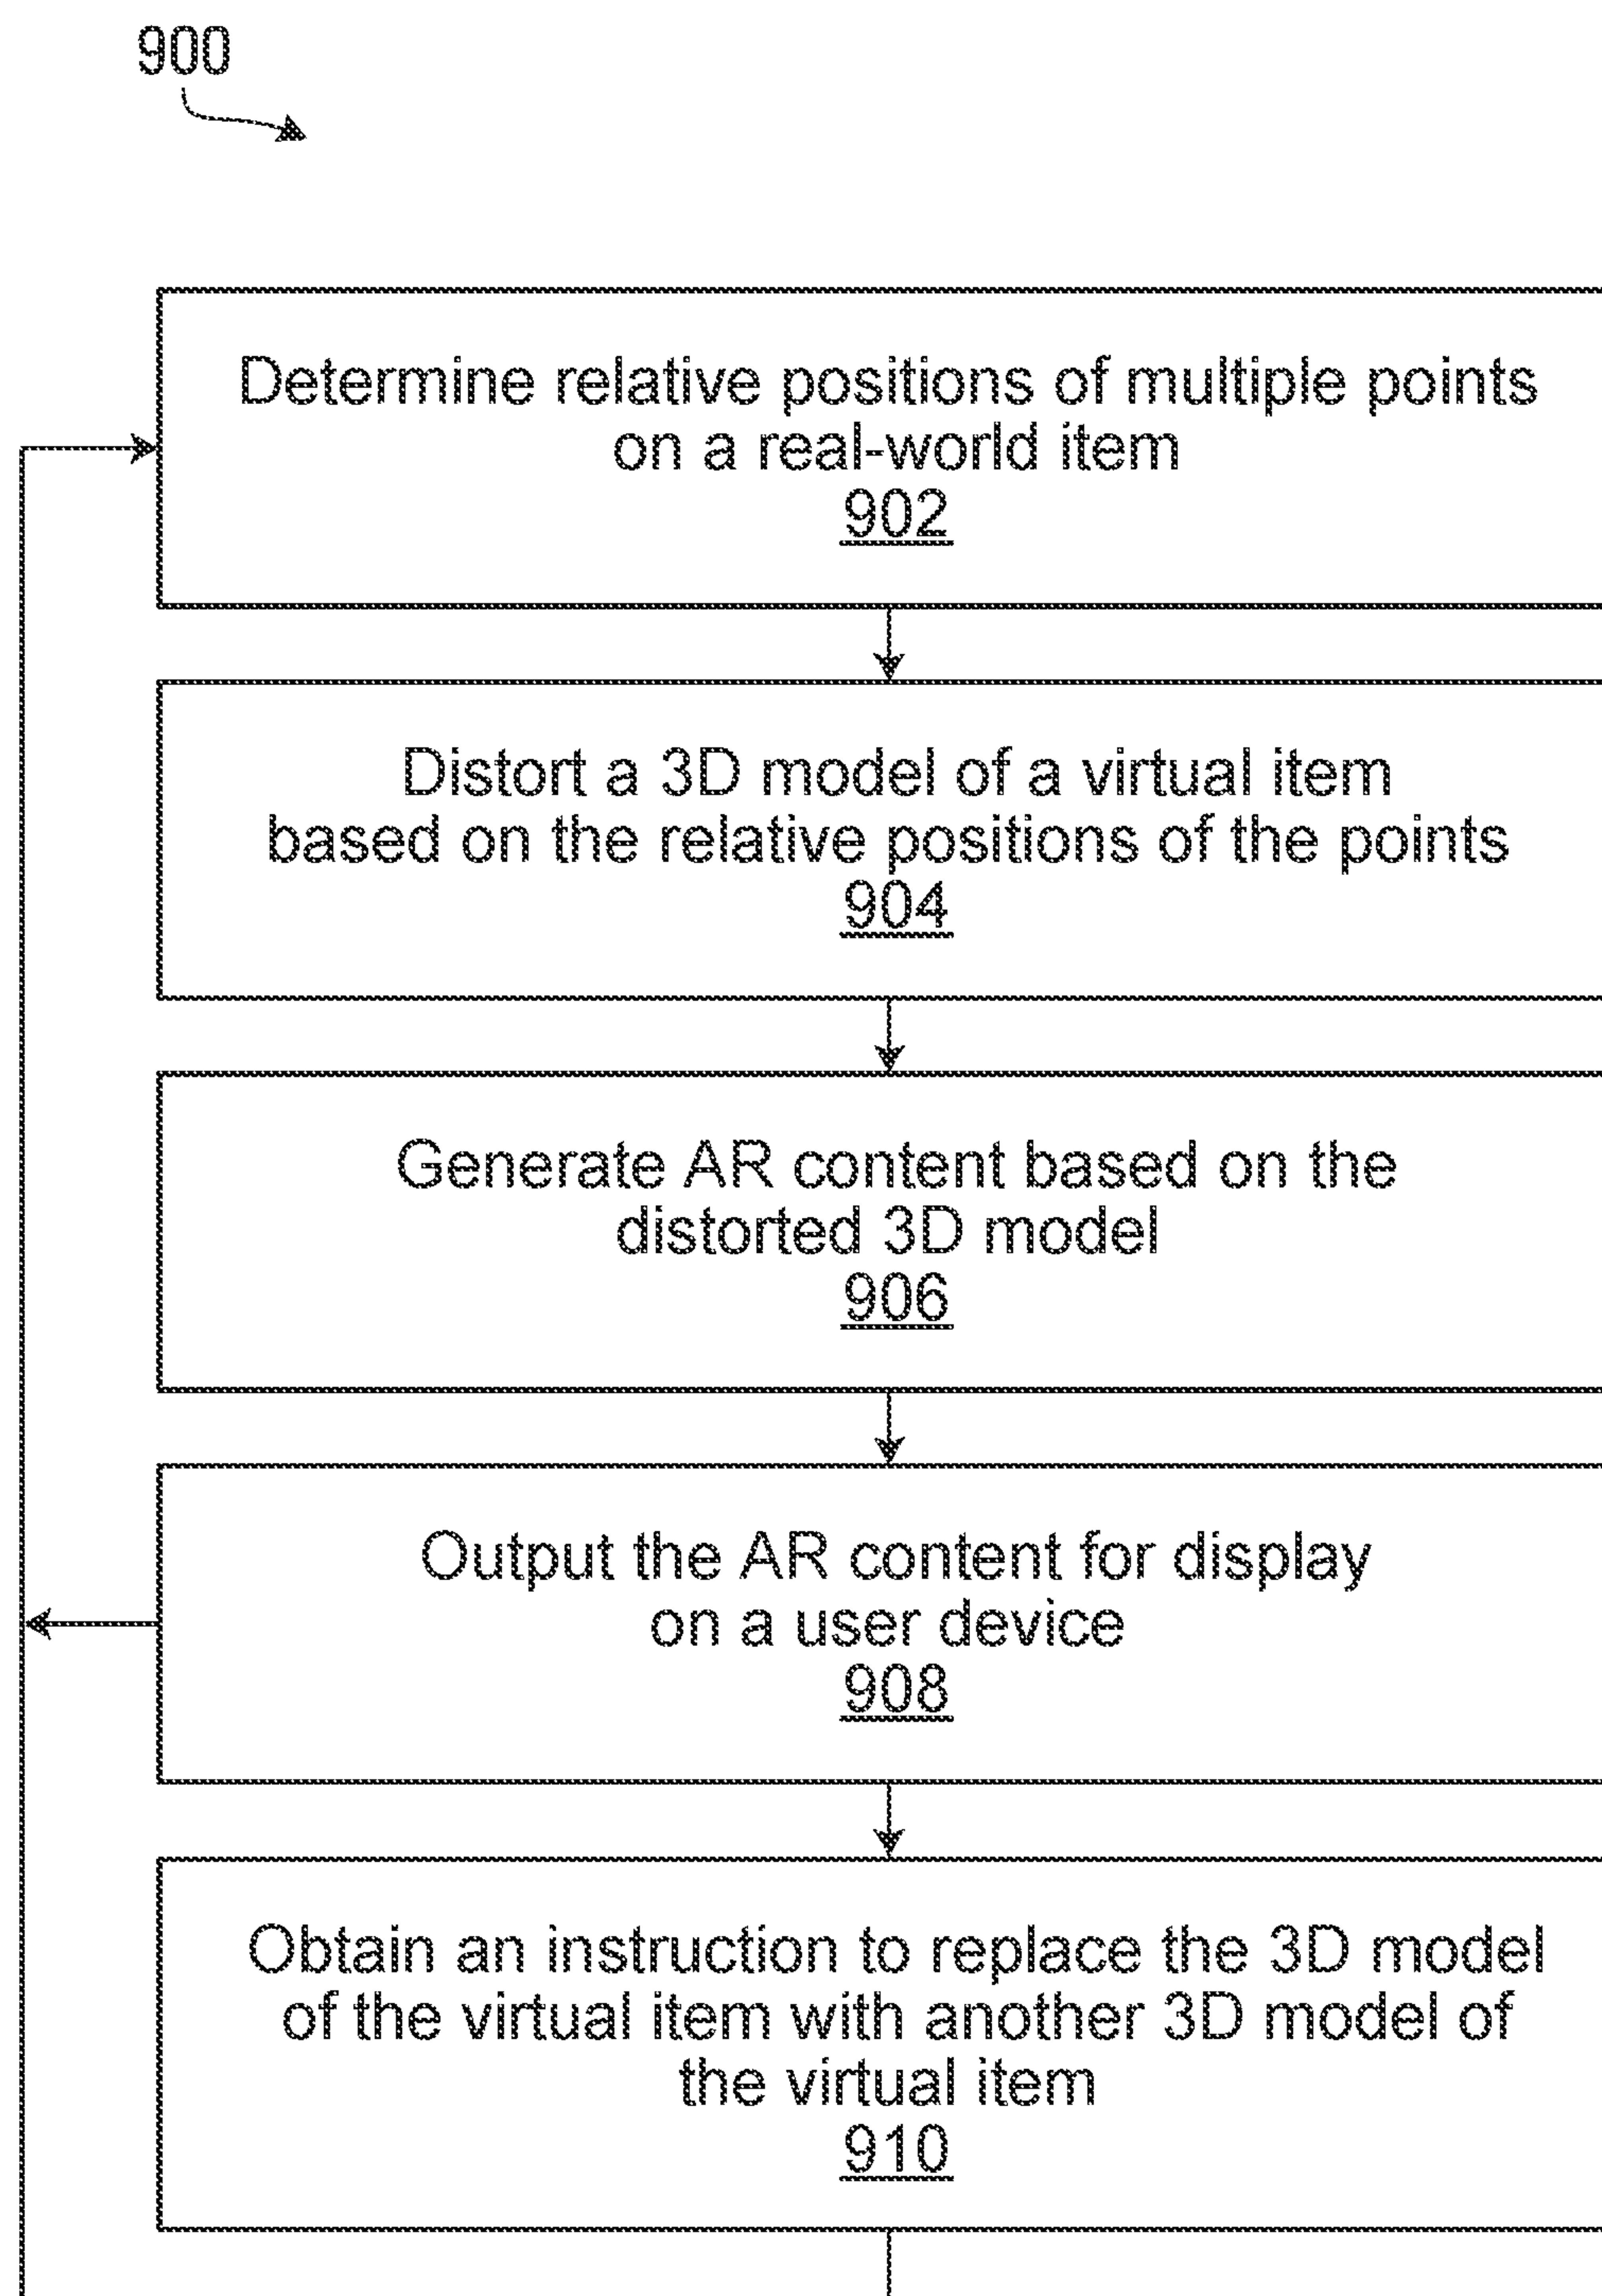 900
Determine relative positions of multiple points
on a real-world item
902
Distort a 3D model of a virtual item
based on the relative positions of the points
904
Generate AR content based on the
distorted 3D model
906
Output the AR content for display
on a user device
908
Obtain an instruction to replace the 3D model
of the virtual item with another 3D model of
the virtual item
910